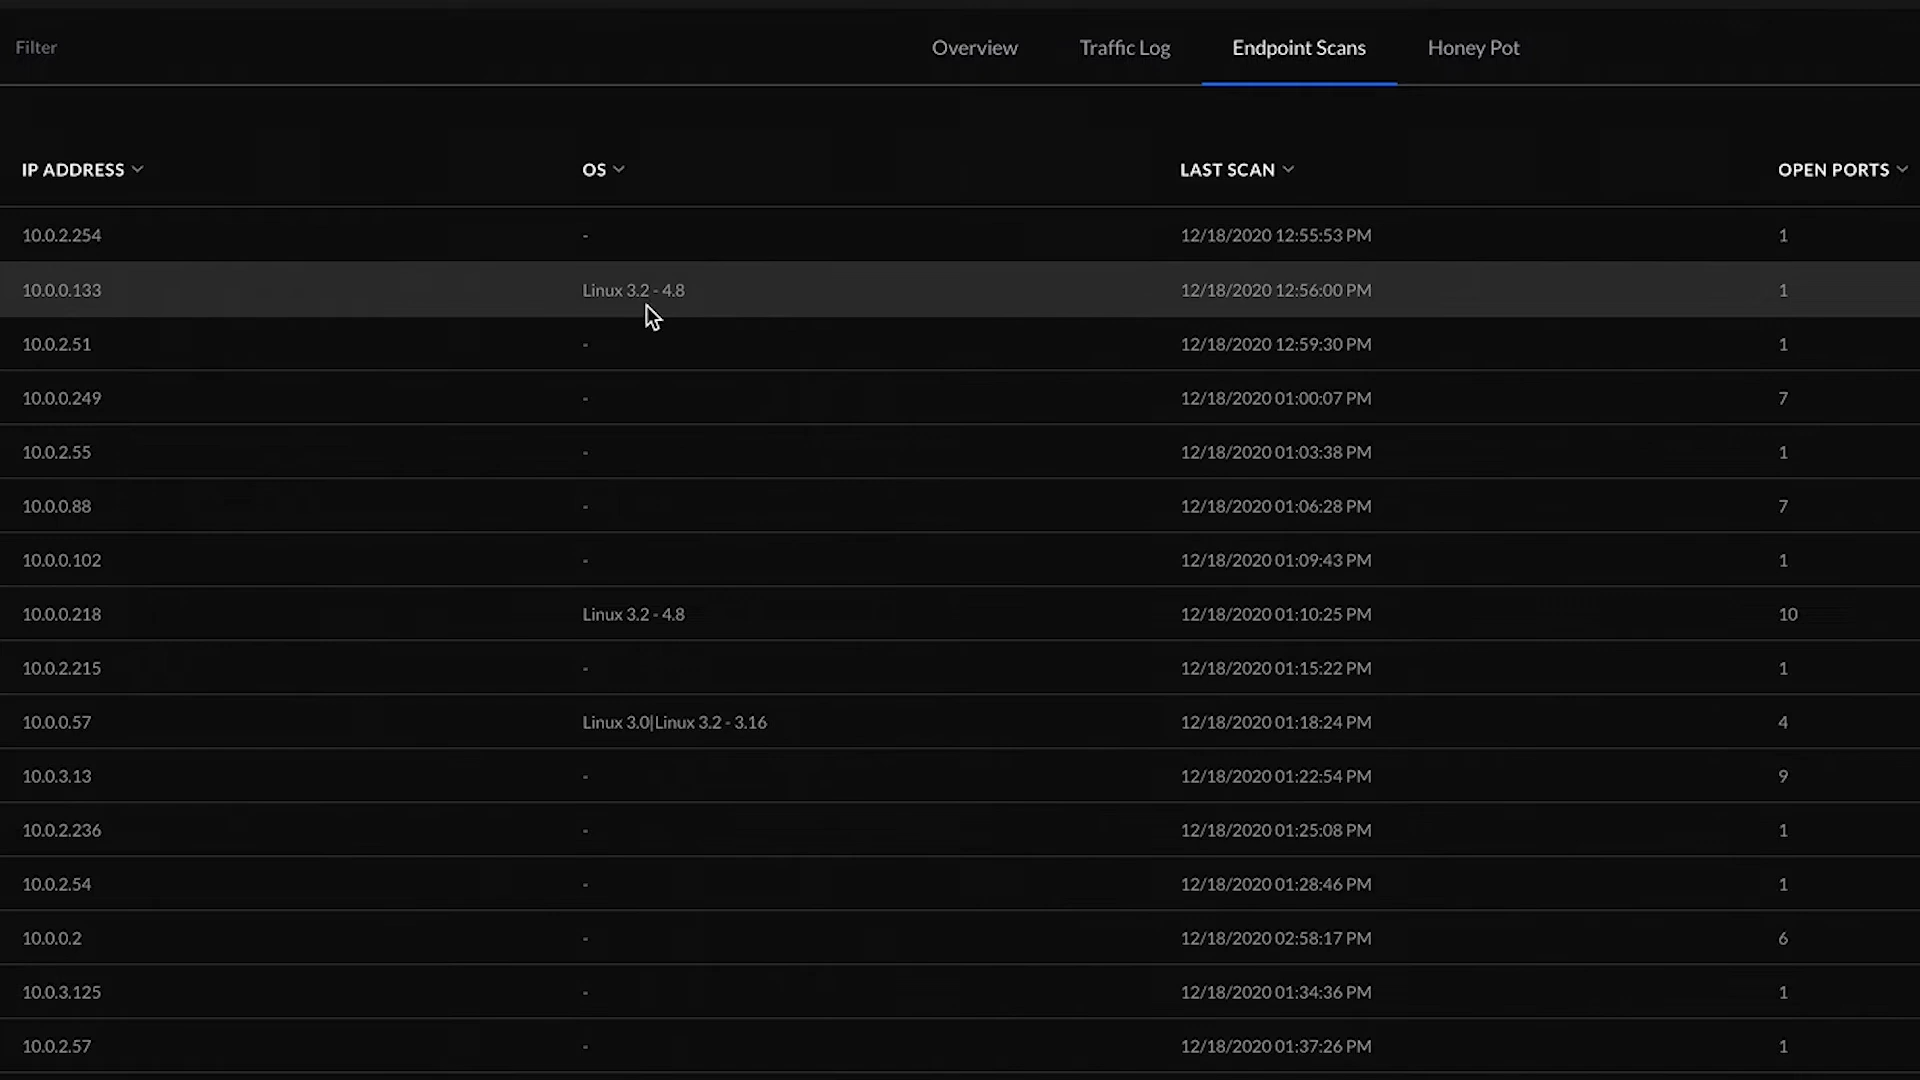 Filter Overview Traffic Log Endpoint Scans Honey Pot
IP ADDRESS OS LAST SCAN OPEN PORTS
10.0.2.254 - 12/18/2020 12:55:53 PM 1
10.0.0.133 Linux 3.2 - 4.8 12/18/2020 12:56:00 PM 1
10.0.2.51 - 12/18/2020 12:59:30 PM 1
10.0.0.249 - 12/18/2020 01:00:07 PM 7
10.0.2.55 - 12/18/2020 01:03:38 PM 1
10.0.0.88 - 12/18/2020 01:06:28 PM 7
10.0.0.102 - 12/18/2020 01:09:43 PM 1
10.0.0.218 Linux 3.2 - 4.8 12/18/2020 01:10:25 PM 10
10.0.2.215 - 12/18/2020 01:15:22 PM 1
10.0.0.57 Linux 3.0|Linux 3.2 - 3.16 12/18/2020 01:18:24 PM 4
10.0.3.13 - 12/18/2020 01:22:54 PM 9
10.0.2.236 - 12/18/2020 01:25:08 PM 1
10.0.2.54 - 12/18/2020 01:28:46 PM 1
10.0.0.2 - 12/18/2020 02:58:17 PM 6
10.0.3.125 - 12/18/2020 01:34:36 PM 1
10.0.2.57 - 12/18/2020 01:37:26 PM 1